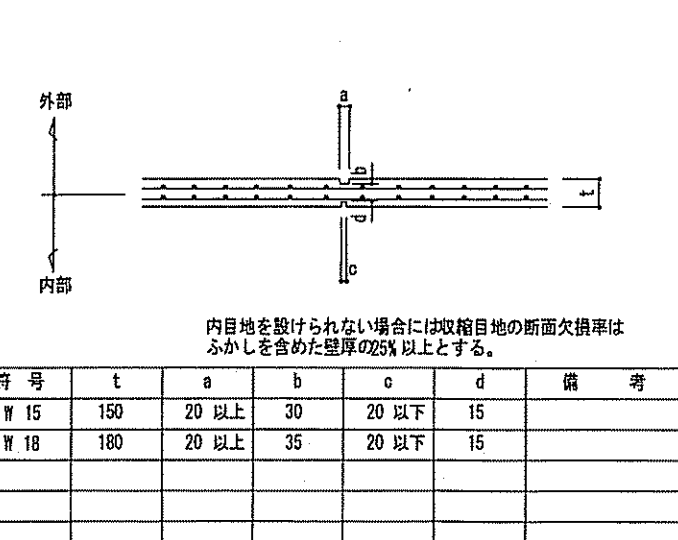 外部
a
b
t
d
c
内部
内目地を設けられない場合には収縮目地の断面欠損率は
ふかしを含めた壁厚の25% 以上とする。
符 号 t a b c d 備 考
W 15 150 20 以上 30 20 以下 15
W 18 180 20 以上 35 20 以下 15